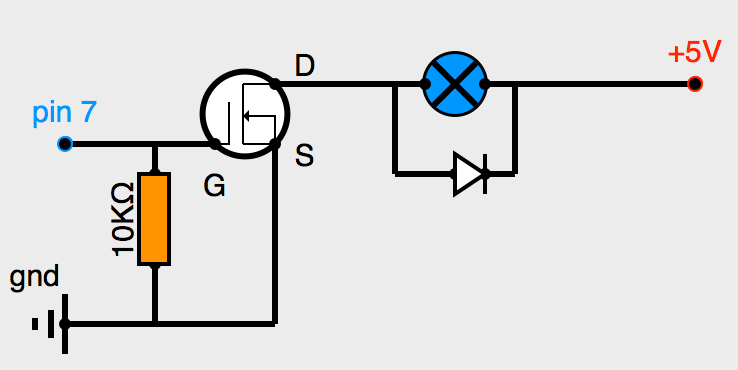 +5V
D
pin 7
S
G
10KΩ
gnd